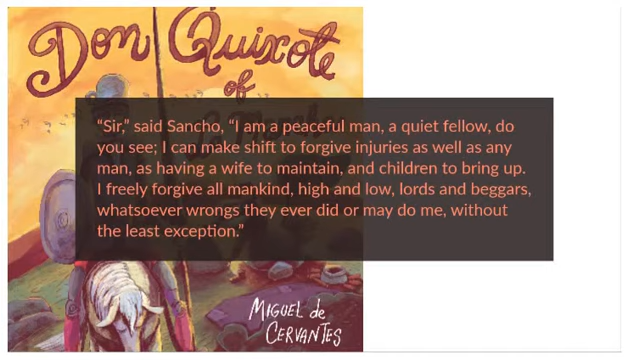 Don Quixote
of
"Sir," said Sancho, "I am a peaceful man, a quiet fellow, do
you see; I can make shift to forgive injuries as well as any
man, as having a wife to maintain, and children to bring up.
I freely forgive all mankind, high and low, lords and beggars,
whatsoever wrongs they ever did or may do me, without
the least exception."
MIGUEL de
CERVANTES